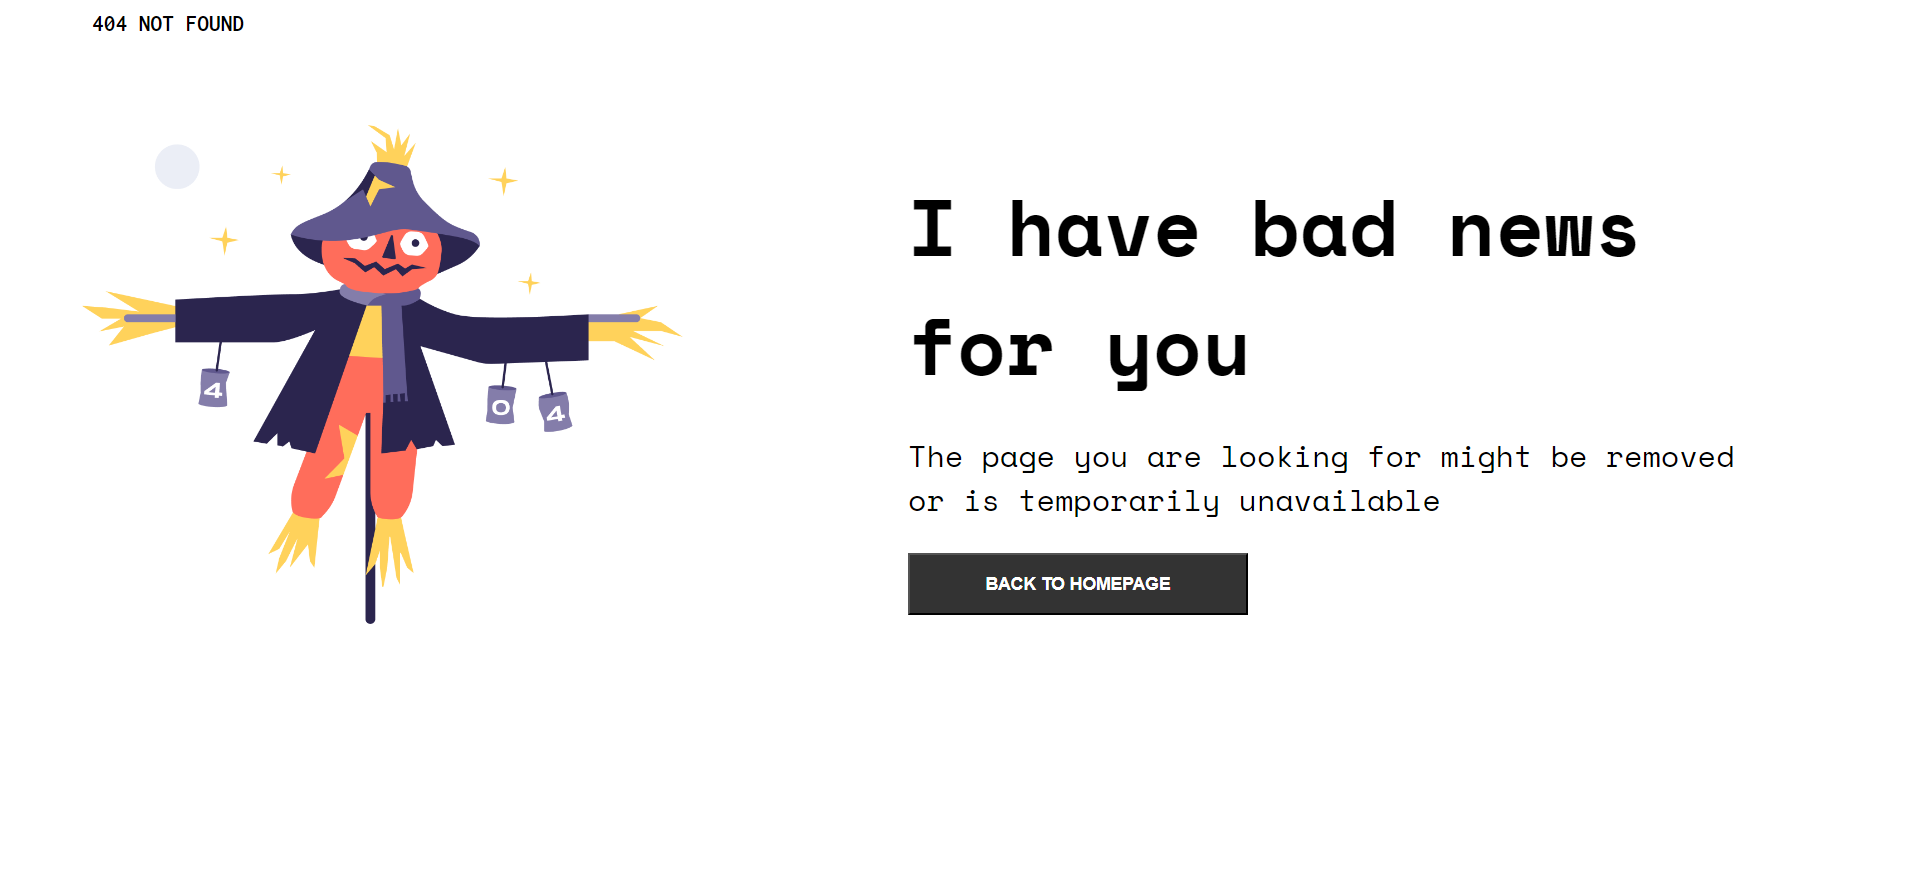 404 NOT FOUND
I have bad news
for you
4
0
4
The page you are looking for might be removed
or is temporarily unavailable
BACK TO HOMEPAGE